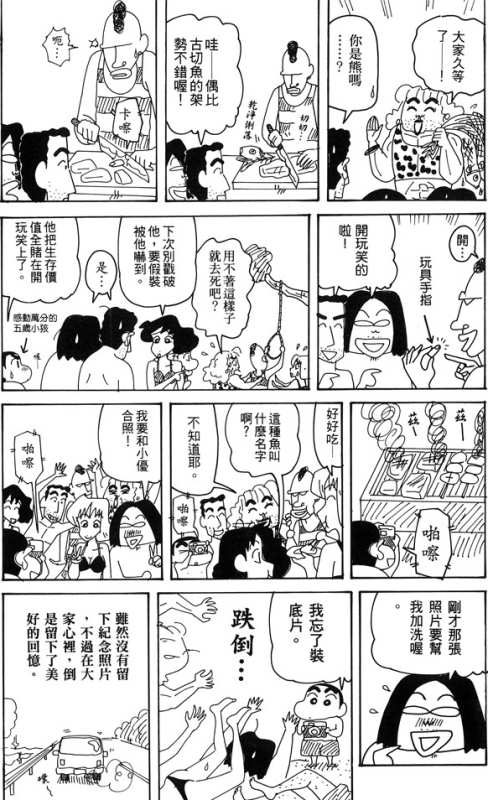 大家久等
了—！
你是熊嗎
……？
哇—偶比
古切魚的架
勢不錯喔！
切切
乾淨俐落
卡嚓
呃…
開…
玩具手指
開玩笑的
啦！
用不著這樣子
就去死吧？
下次別戳破
他，要假裝
被他嚇到。
是…
他把生存價
值全賭在開
玩笑上了。
感動萬分的
五歲小孩
茲—
茲—
啪嚓
好好吃—
這種魚叫
什麼名字
啊？
不知道耶。
啪嚓
我要和小優
合照！
啪嚓
剛才那張
照片要幫
我加洗喔
。
我忘了裝
底片。
跌倒…
雖然沒有留
下紀念照片
，不過在大
家心裡，倒
是留下了美
好的回憶。